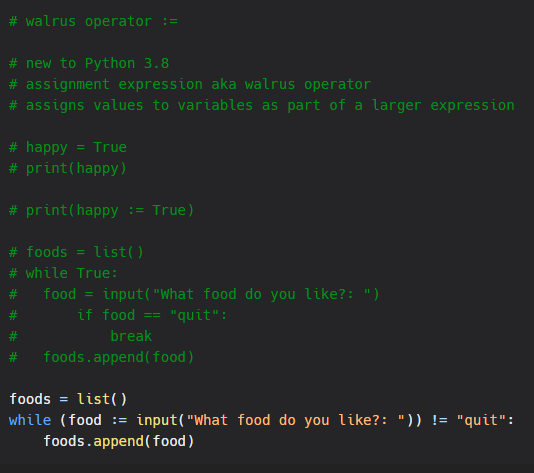 # walrus operator :=

# new to Python 3.8
# assignment expression aka walrus operator
# assigns values to variables as part of a larger expression

# happy = True
# print(happy)

# print(happy := True)

# foods = list()
# while True:
#   food = input("What food do you like?: ")
#       if food == "quit":
#           break
#   foods.append(food)

foods = list()
while (food := input("What food do you like?: ")) != "quit":
    foods.append(food)